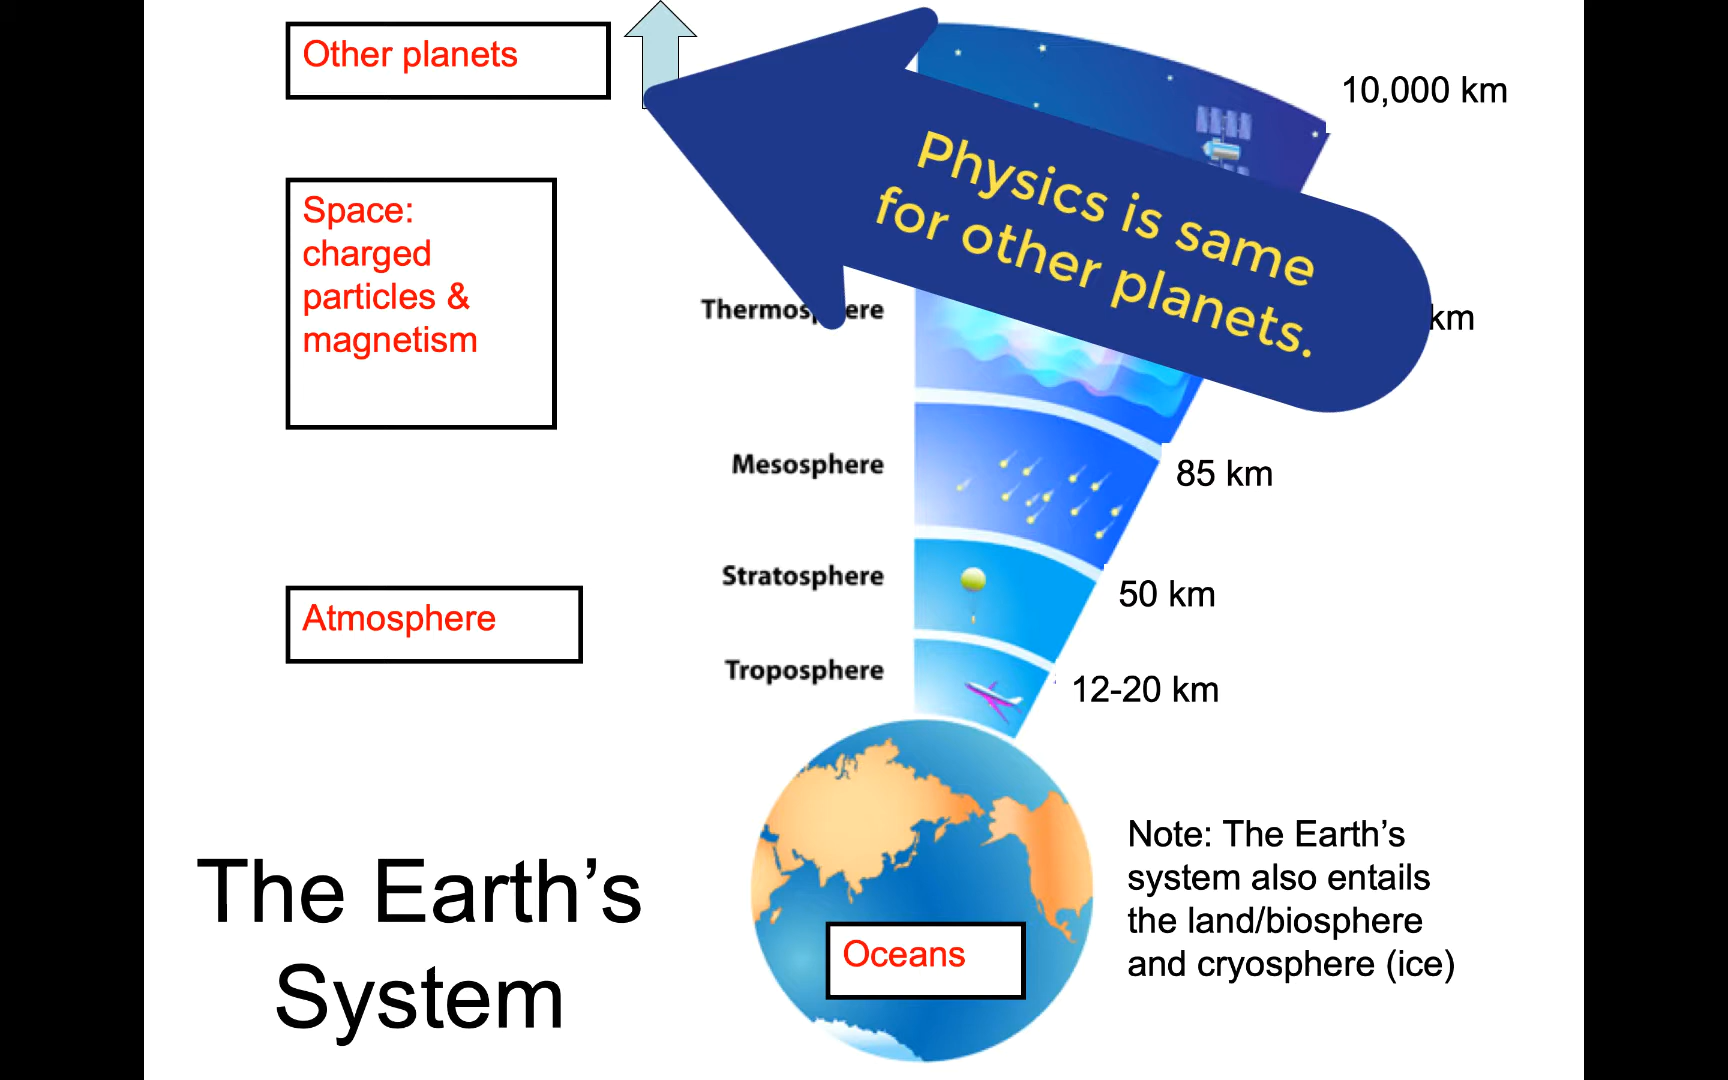 Other planets
10,000 km
Physics is same
for other planets.
Space:
charged
particles &
magnetism
km
Mesosphere
85 km
Stratosphere
50 km
Atmosphere
Troposphere
12-20 km
The Earth’s
System
Oceans
Note: The Earth’s
system also entails
the land/biosphere
and cryosphere (ice)